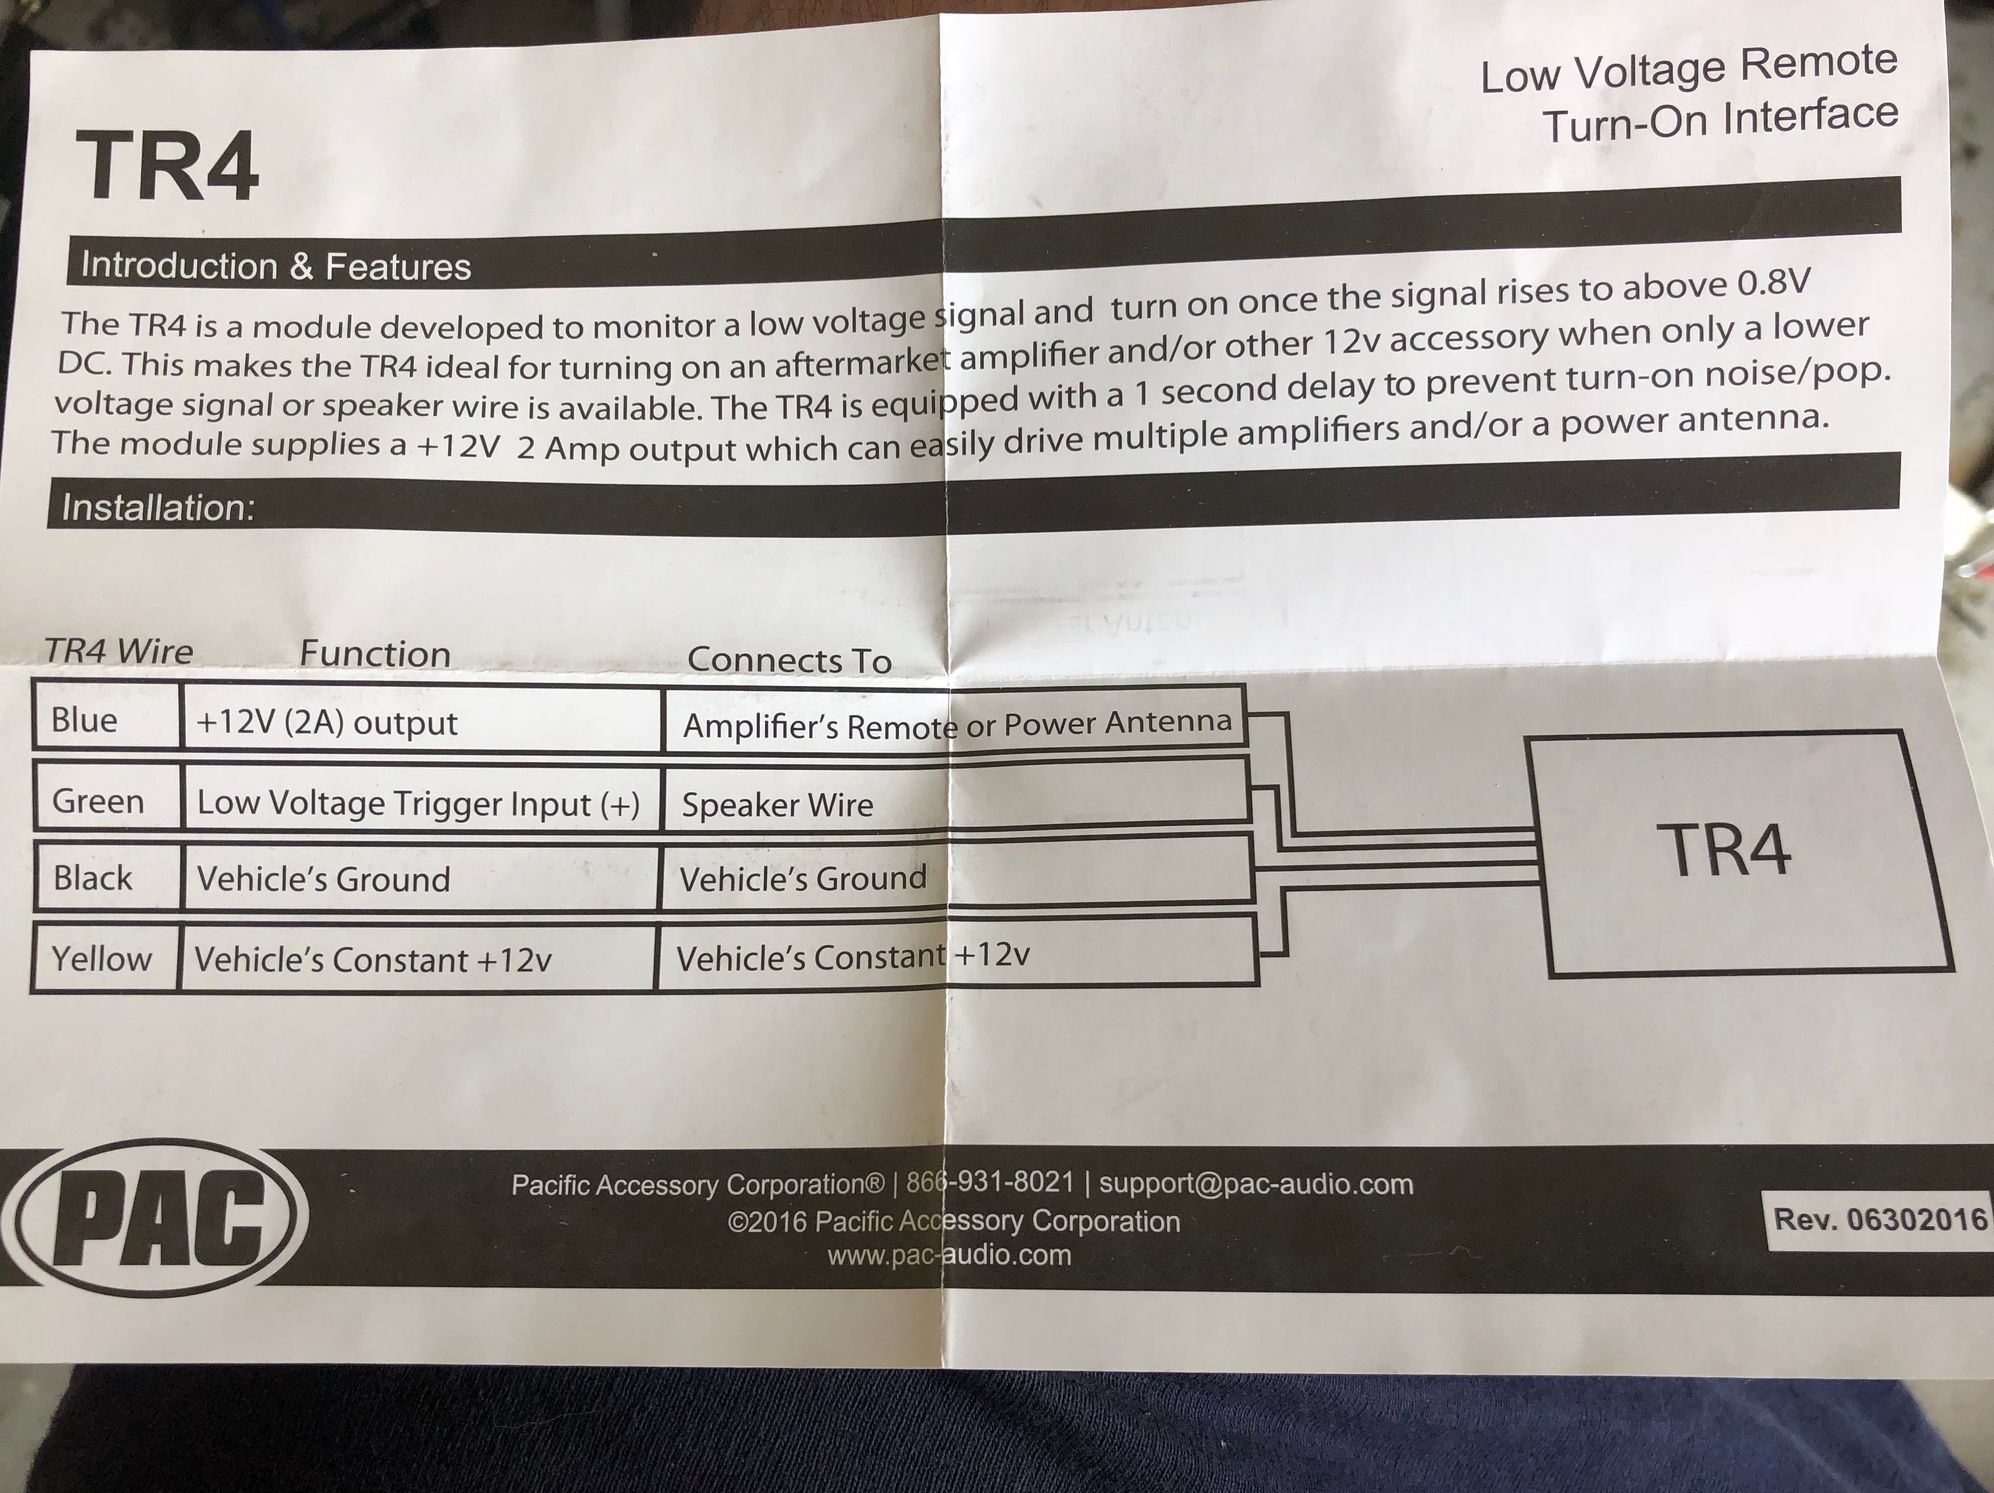 Low Voltage Remote
Turn-On Interface
TR4
Introduction & Features
The TR4 is a module developed to monitor a low voltage signal and turn on once the signal rises to above 0.8V
DC. This makes the TR4 ideal for turning on an aftermarket amplifier and/or other 12v accessory when only a lower
voltage signal or speaker wire is available. The TR4 is equipped with a 1 second delay to prevent turn-on noise/pop.
The module supplies a +12V 2 Amp output which can easily drive multiple amplifiers and/or a power antenna.
Installation:
TR4 Wire Function Connects To
Blue +12V (2A) output Amplifier's Remote or Power Antenna
Green Low Voltage Trigger Input (+) Speaker Wire
Black Vehicle's Ground Vehicle's Ground
Yellow Vehicle's Constant +12v Vehicle's Constant +12v
TR4
PAC
Pacific Accessory Corporation® | 866-931-8021 | support@pac-audio.com
©2016 Pacific Accessory Corporation
www.pac-audio.com
Rev. 06302016